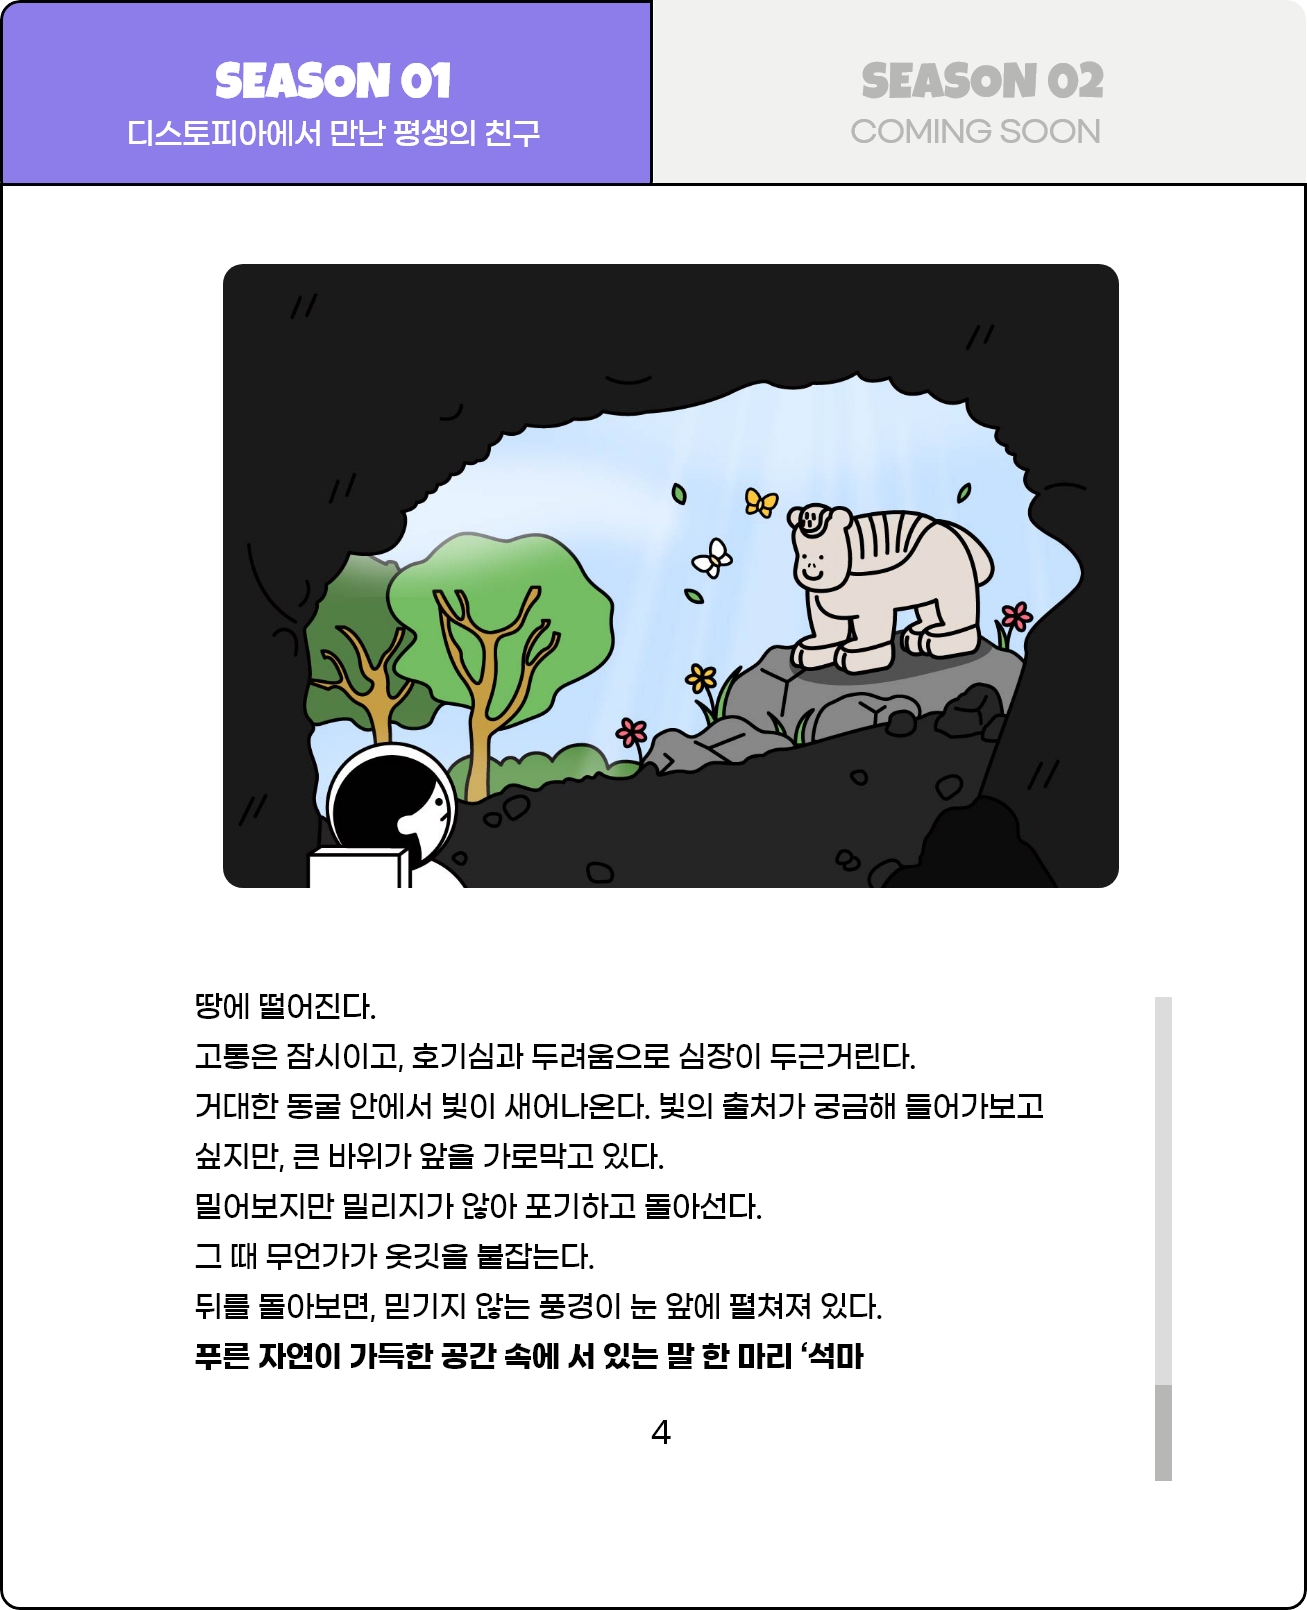 SEASON 01
디스토피아에서 만난 평생의 친구
SEASON 02
COMING SOON
땅에 떨어진다.
고통은 잠시이고, 호기심과 두려움으로 심장이 두근거린다.
거대한 동굴 안에서 빛이 새어나온다. 빛의 출처가 궁금해 들어가보고
싶지만, 큰 바위가 앞을 가로막고 있다.
밀어보지만 밀리지가 않아 포기하고 돌아선다.
그 때 무언가가 옷깃을 붙잡는다.
뒤를 돌아보면, 믿기지 않는 풍경이 눈 앞에 펼쳐져 있다.
푸른 자연이 가득한 공간 속에 서 있는 말 한 마리 ‘석마
4